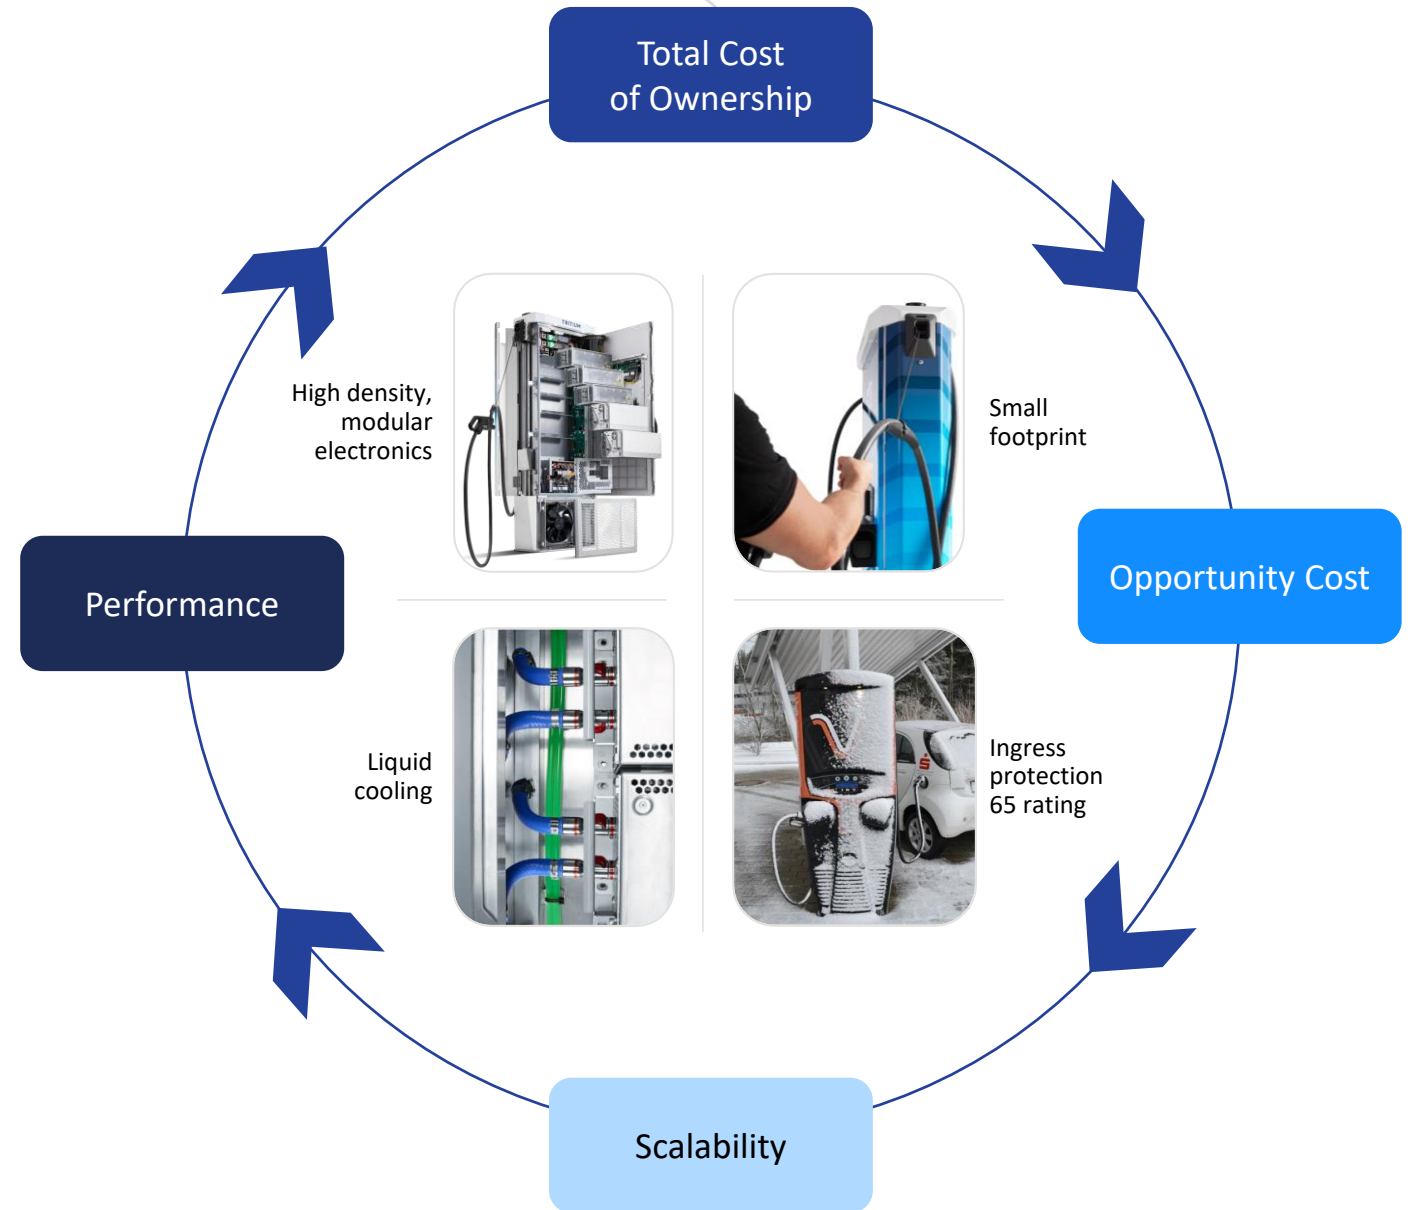 Total Cost
of Ownership
TRITIUM
High density,
modular
electronics
Small
footprint
Performance
Opportunity Cost
Liquid
cooling
Ingress
protection
65 rating
Scalability